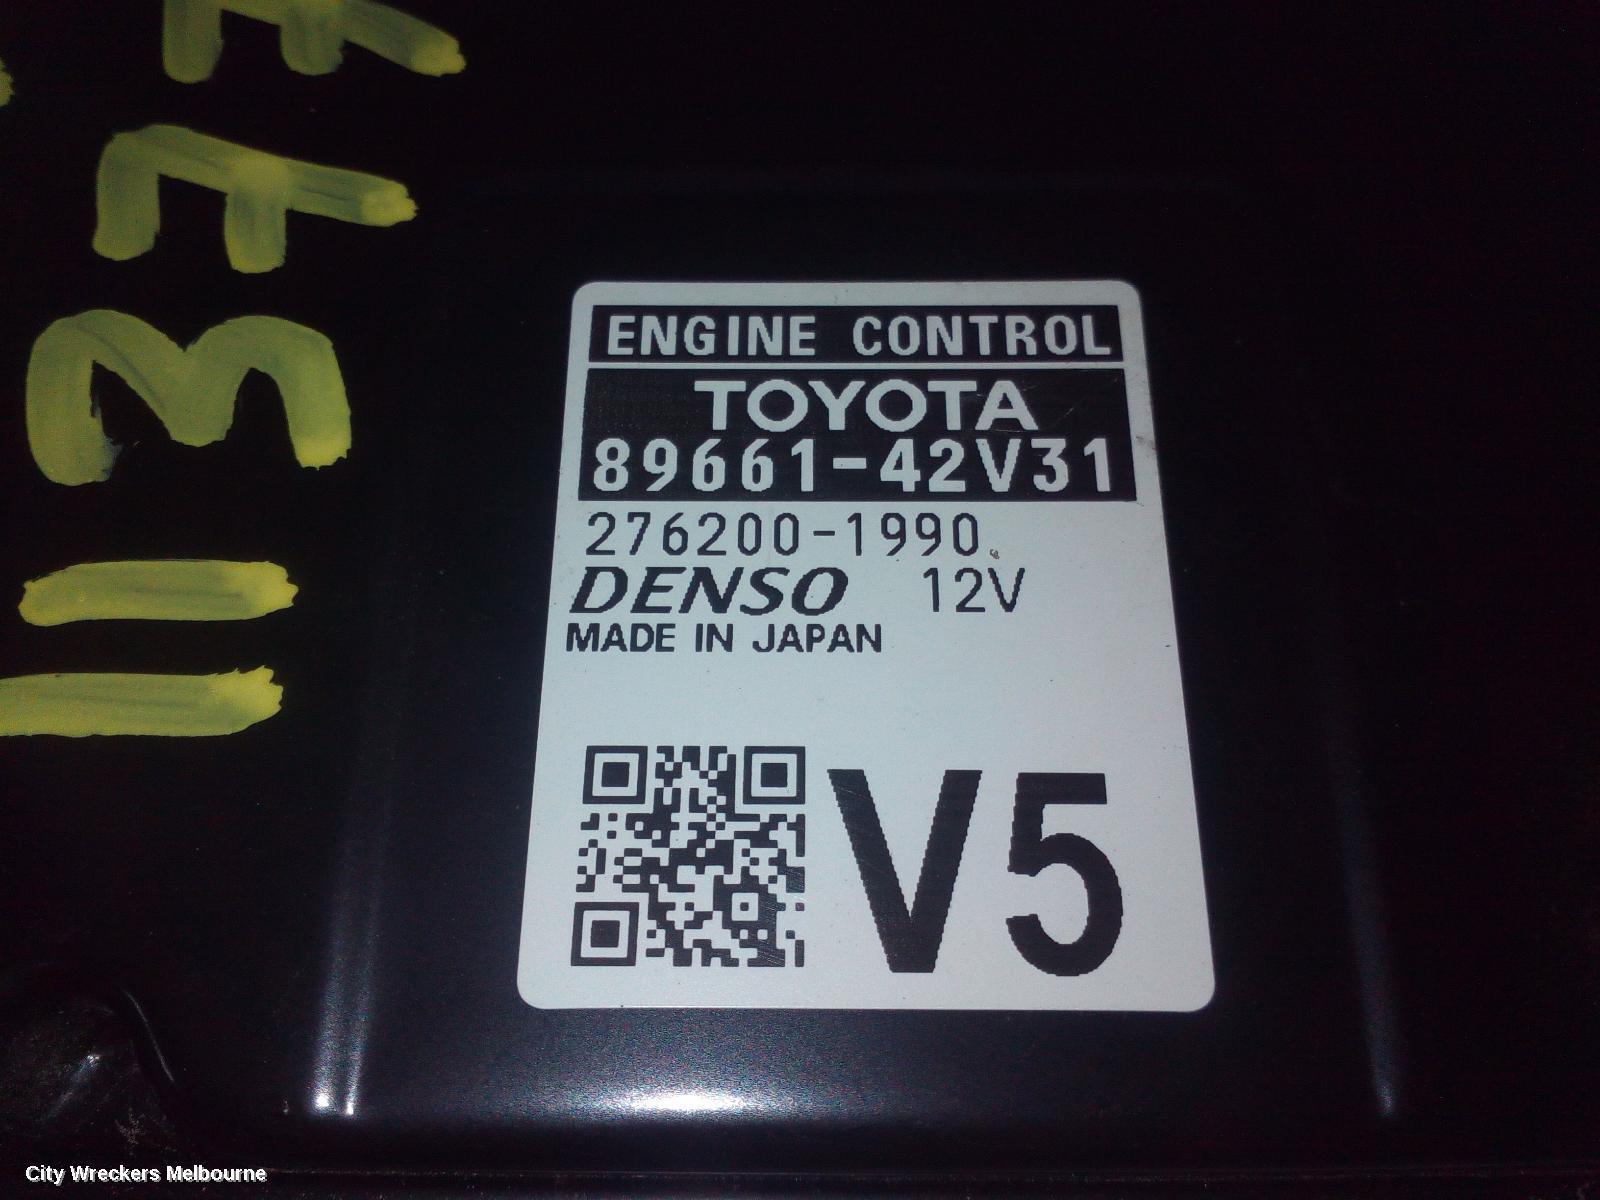 ENGINE CONTROL
TOYOTA
89661-42V31
276200-1990
DENSO 12V
MADE IN JAPAN
V5
City Wreckers Melbourne